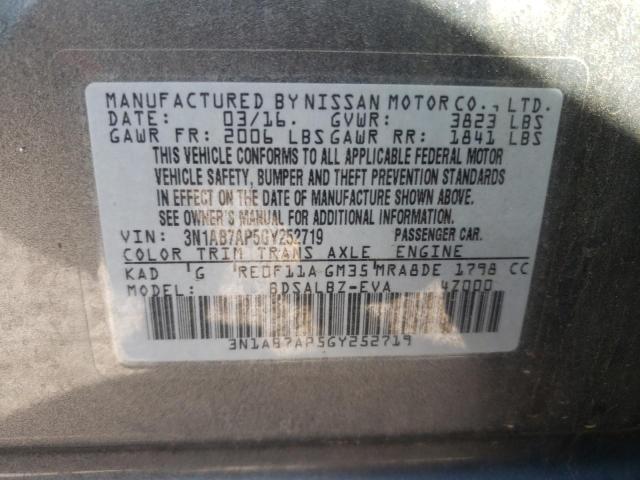 MANUFACTURED BY NISSAN MOTOR CO., LTD.
DATE: 03/16. GVWR: 3823 LBS
GAWR FR: 2006 LBS GAWR RR: 1841 LBS
THIS VEHICLE CONFORMS TO ALL APPLICABLE FEDERAL MOTOR
VEHICLE SAFETY, BUMPER AND THEFT PREVENTION STANDARDS
IN EFFECT ON THE DATE OF MANUFACTURE SHOWN ABOVE.
SEE OWNER'S MANUAL FOR ADDITIONAL INFORMATION.
VIN: 3N1AB7AP5GY252719 PASSENGER CAR.
COLOR TRIM TRANS AXLE ENGINE
KAD G RE0F11A GM35 MRA8DE 1798 CC
MODEL: BDSALBZ-EVA 4Z000
3N1AB7AP5GY252719